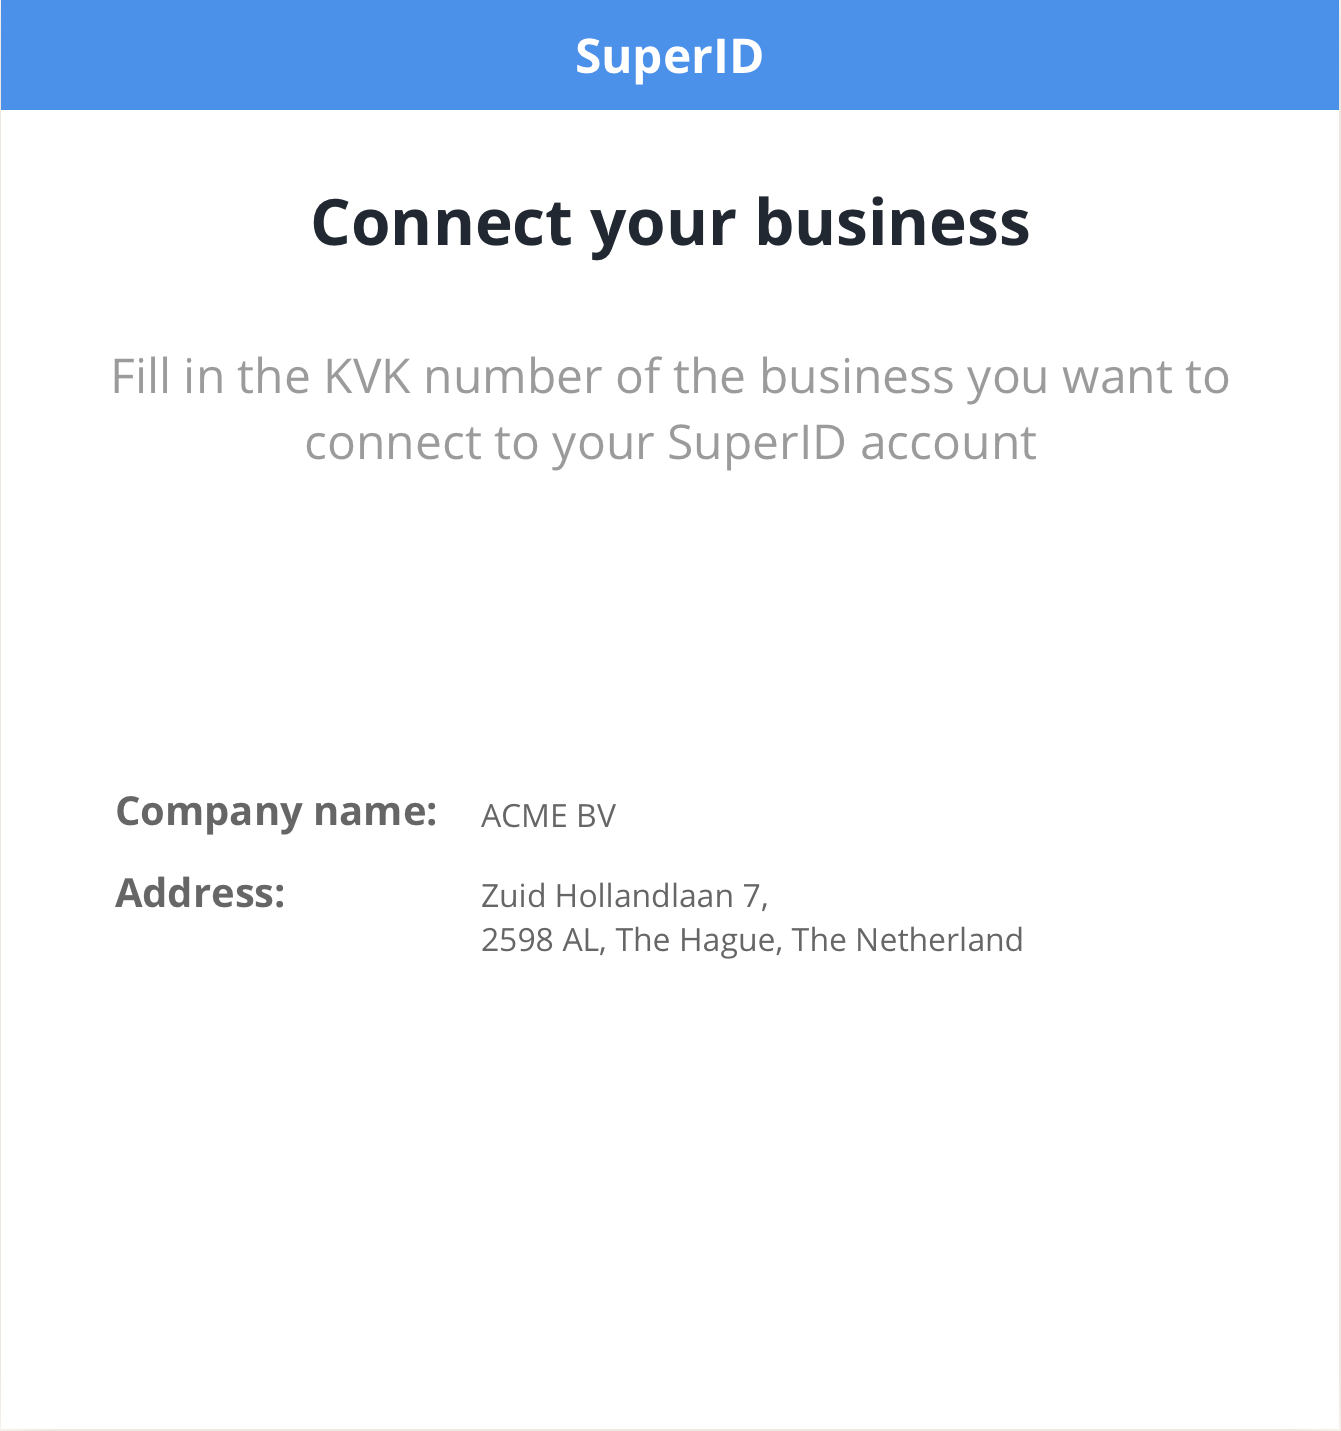 SuperID
Connect your business
Fill in the KVK number of the business you want to
connect to your SuperID account
Company name: ACME BV
Address: Zuid Hollandlaan 7,
2598 AL, The Hague, The Netherland